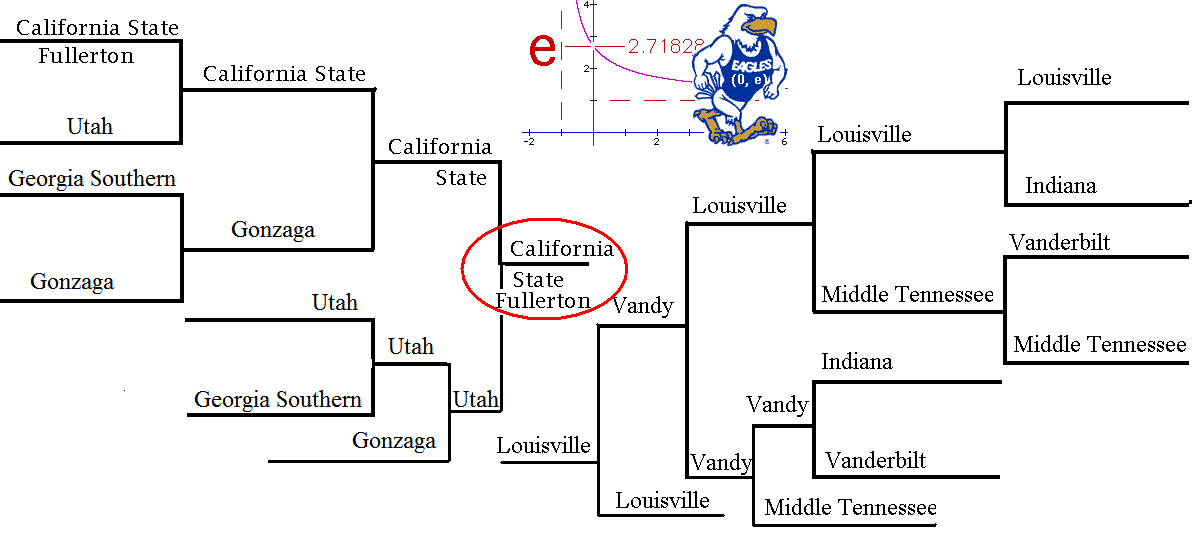 California State
Fullerton
Utah
Georgia Southern
Gonzaga
California State
Gonzaga
Utah
Georgia Southern
Gonzaga
California
State
Utah
Utah
California
State
Fullerton
e
2.71828
4
2
-2
2
6
EAGLES
(0, e)
Louisville
Vandy
Louisville
Louisville
Vandy
Louisville
Middle Tennessee
Indiana
Vandy
Vanderbilt
Middle Tennessee
Louisville
Indiana
Vanderbilt
Middle Tennessee